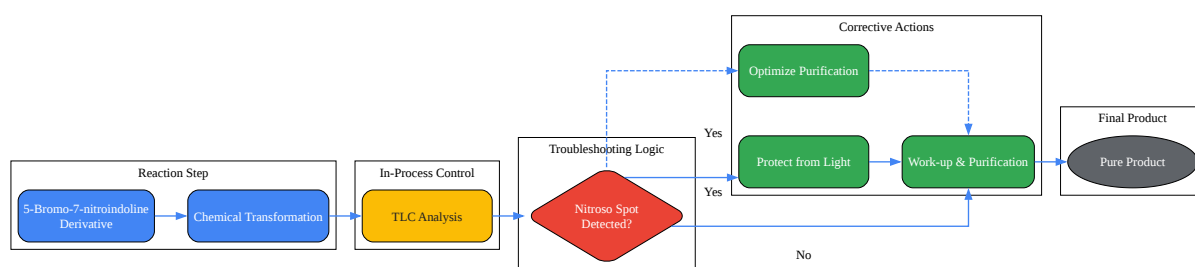 Reaction Step
5-Bromo-7-nitroindoline
Derivative
Chemical Transformation
In-Process Control
TLC Analysis
Troubleshooting Logic
Nitroso Spot
Detected?
Yes
Yes
No
Corrective Actions
Optimize Purification
Protect from Light
Work-up & Purification
Final Product
Pure Product